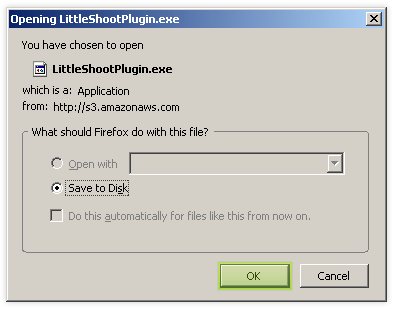 Opening LittleShootPlugin.exe
You have chosen to open
LittleShootPlugin.exe
which is a: Application
from: http://s3.amazonaws.com
What should Firefox do with this file?
Open with
Save to Disk
Do this automatically for files like this from now on.
OK Cancel